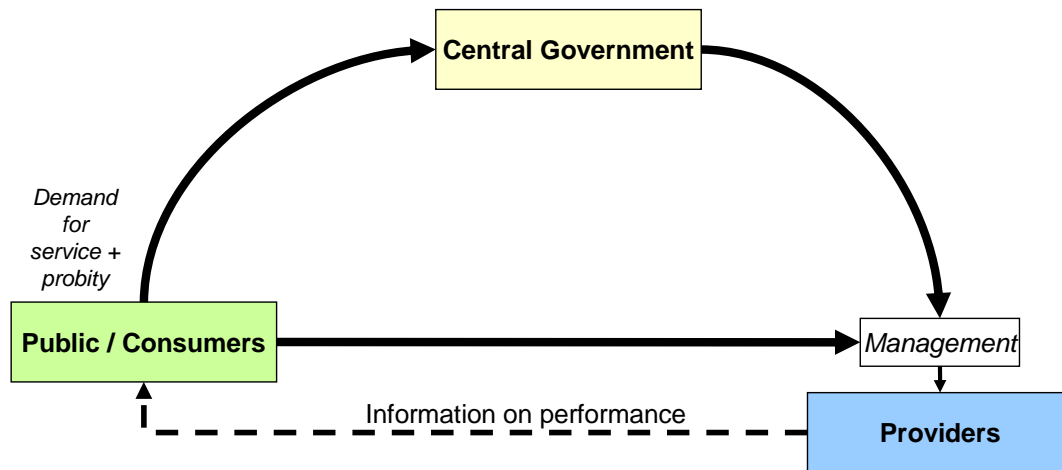 Central Government
Demand
for
service +
probity
Public / Consumers
Management
Information on performance
Providers